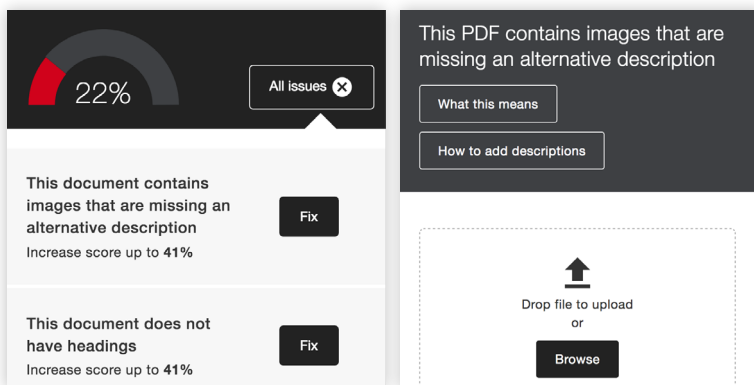 22%
All issues
This document contains
images that are missing an
alternative description
Increase score up to 41%
Fix
This document does not
have headings
Increase score up to 41%
Fix
This PDF contains images that are
missing an alternative description
What this means
How to add descriptions
Drop file to upload
or
Browse